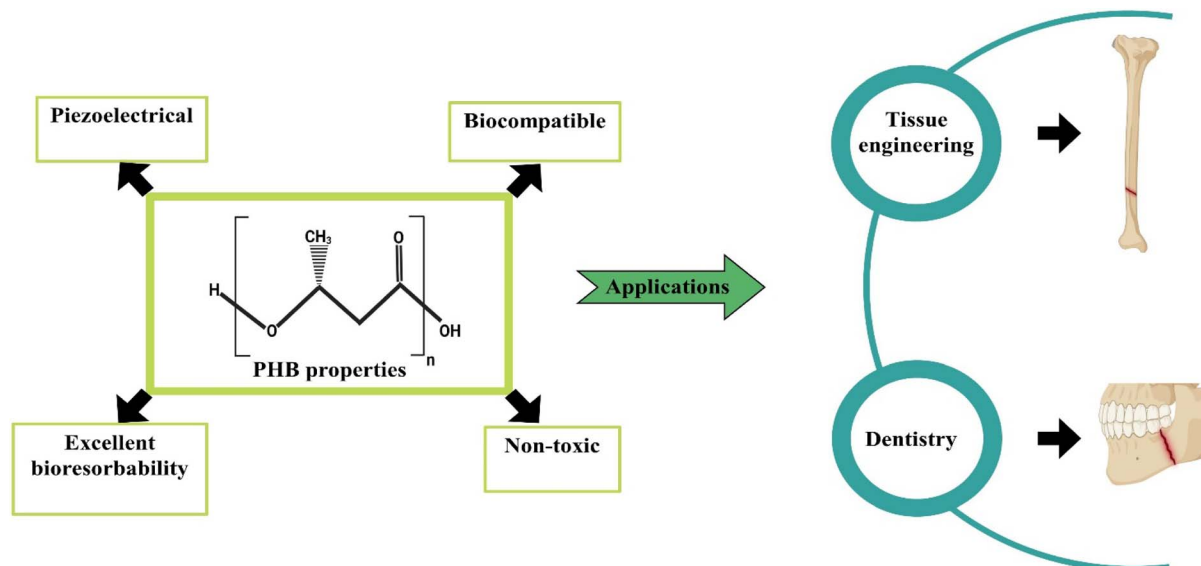 Piezoelectrical
Biocompatible
CH₃
O
H
O
OH
n
PHB properties
Excellent
bioresorbability
Non-toxic
Applications
Tissue
engineering
Dentistry